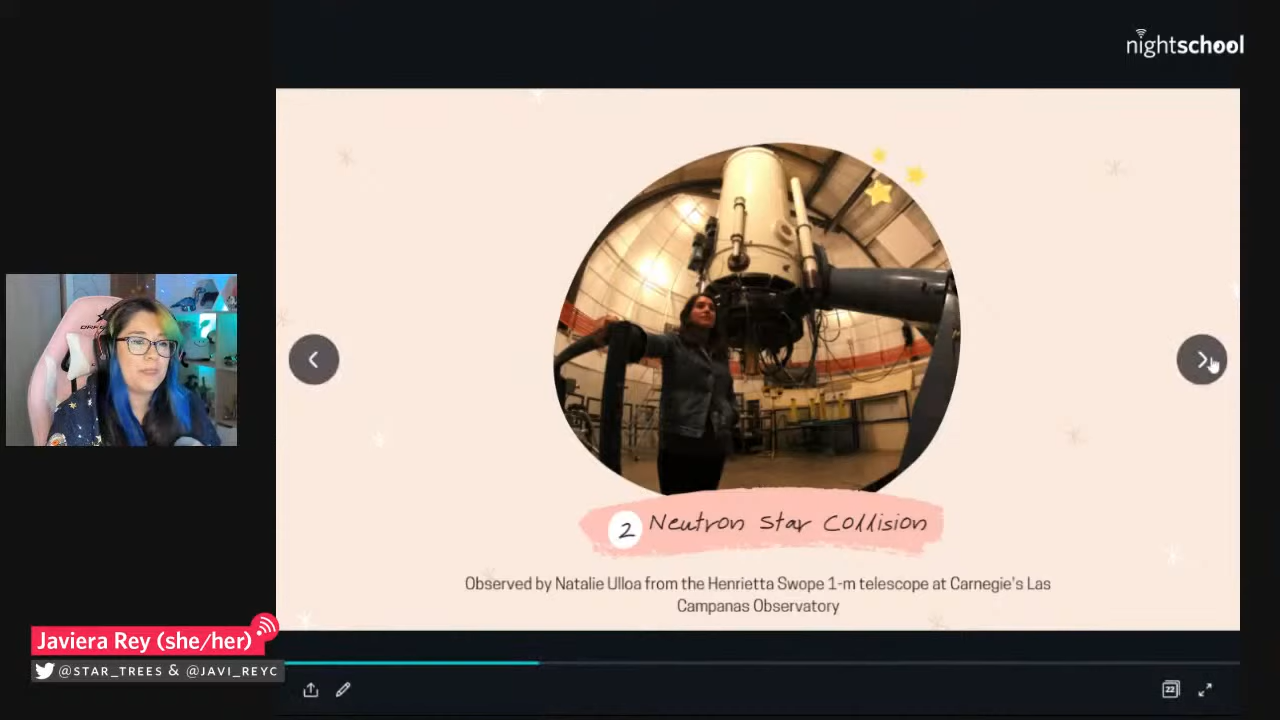 nightschool
2 Neutron Star Collision
Observed by Natalie Ulloa from the Henrietta Swope 1-m telescope at Carnegie's Las
Campanas Observatory
Javiera Rey (she/her)
@STAR_TREES & @JAVI_REYC
22